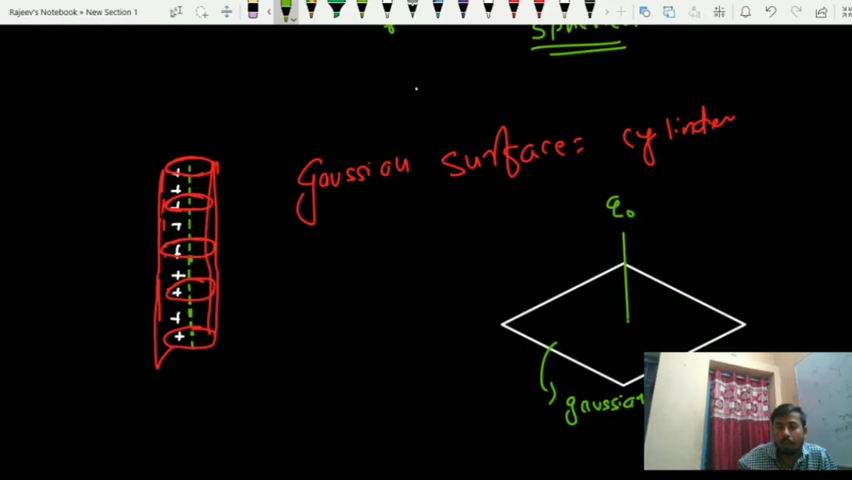 Rajeev's Notebook » New Section 1
Gaussian surface = cylinder
q₀
gaussian